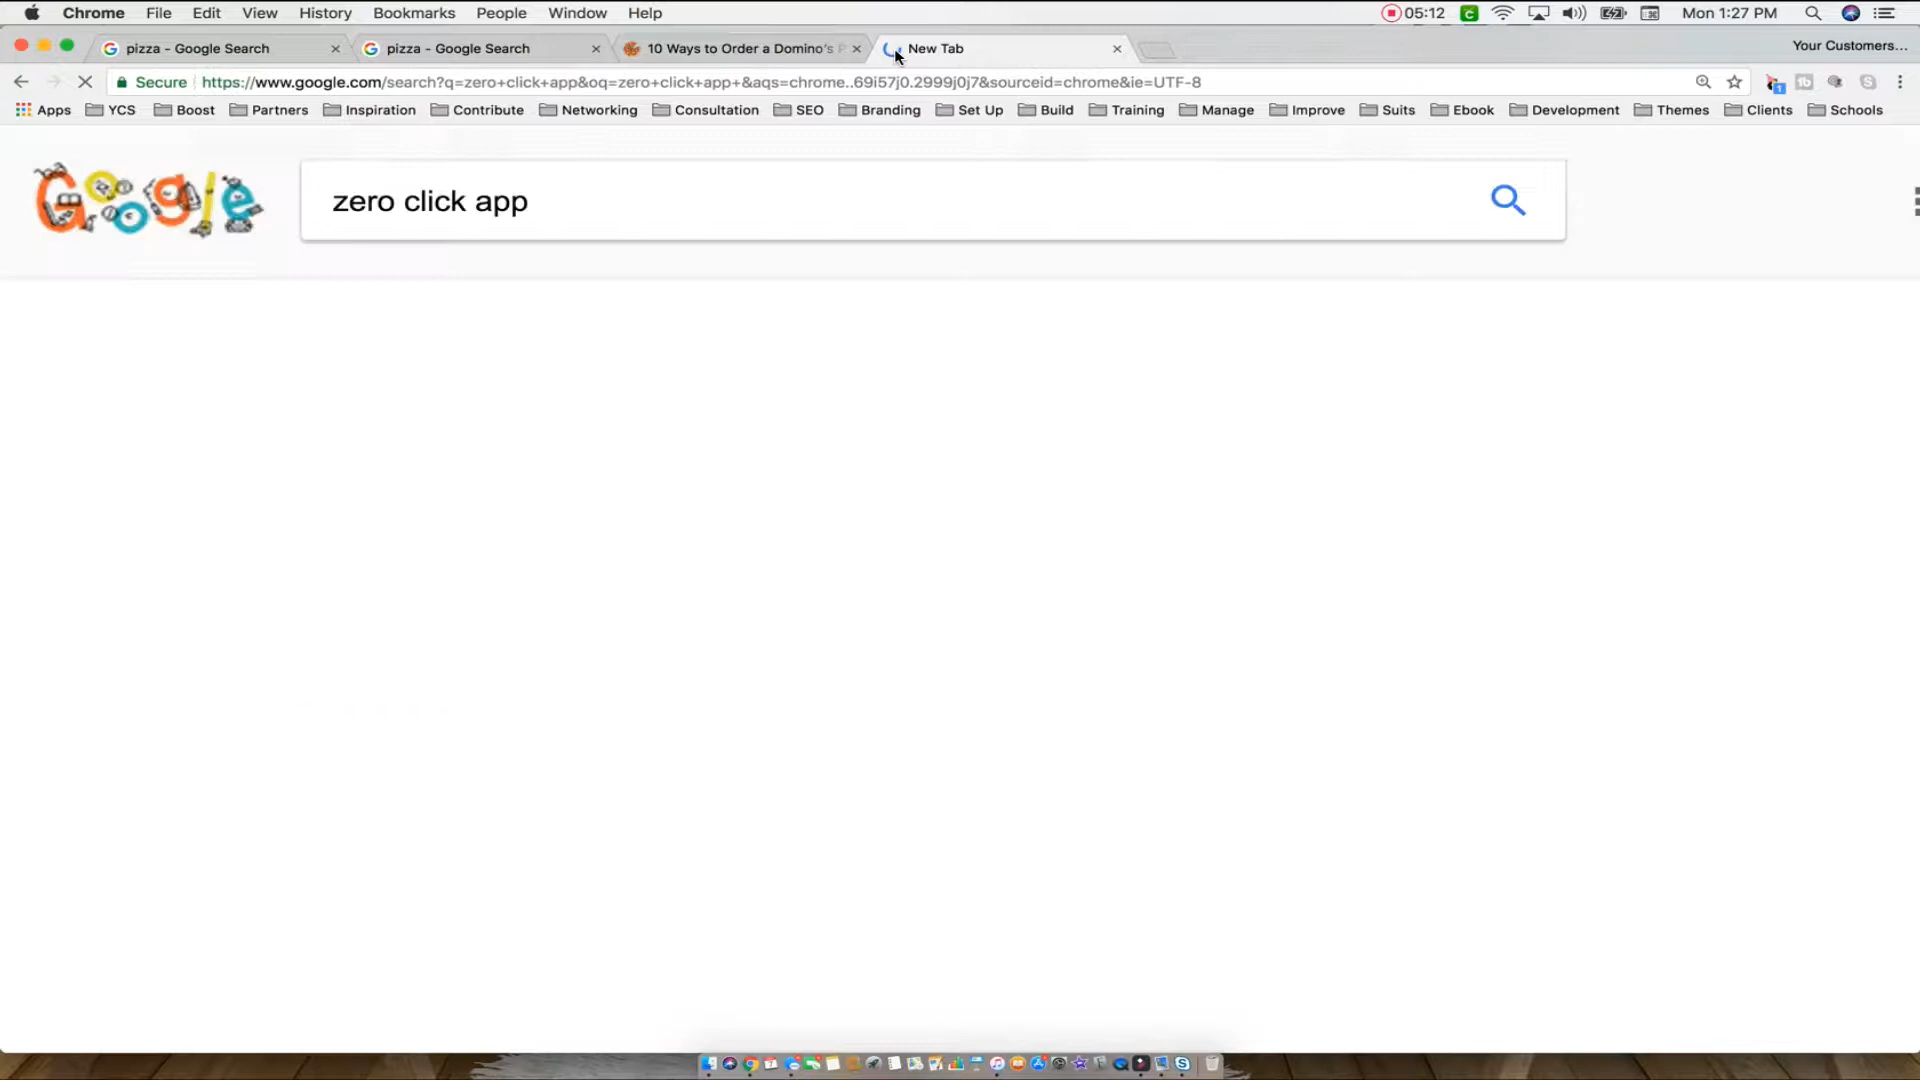 Chrome File Edit View History Bookmarks People Window Help 05:12 Mon 1:27 PM
pizza - Google Search pizza - Google Search 10 Ways to Order a Domino's P New Tab Your Customers...
Secure https://www.google.com/search?q=zero+click+app&oq=zero+click+app+&aqs=chrome..69i57j0.2999j0j7&sourceid=chrome&ie=UTF-8
Apps YCS Boost Partners Inspiration Contribute Networking Consultation SEO Branding Set Up Build Training Manage Improve Suits Ebook Development Themes Clients Schools
Google zero click app